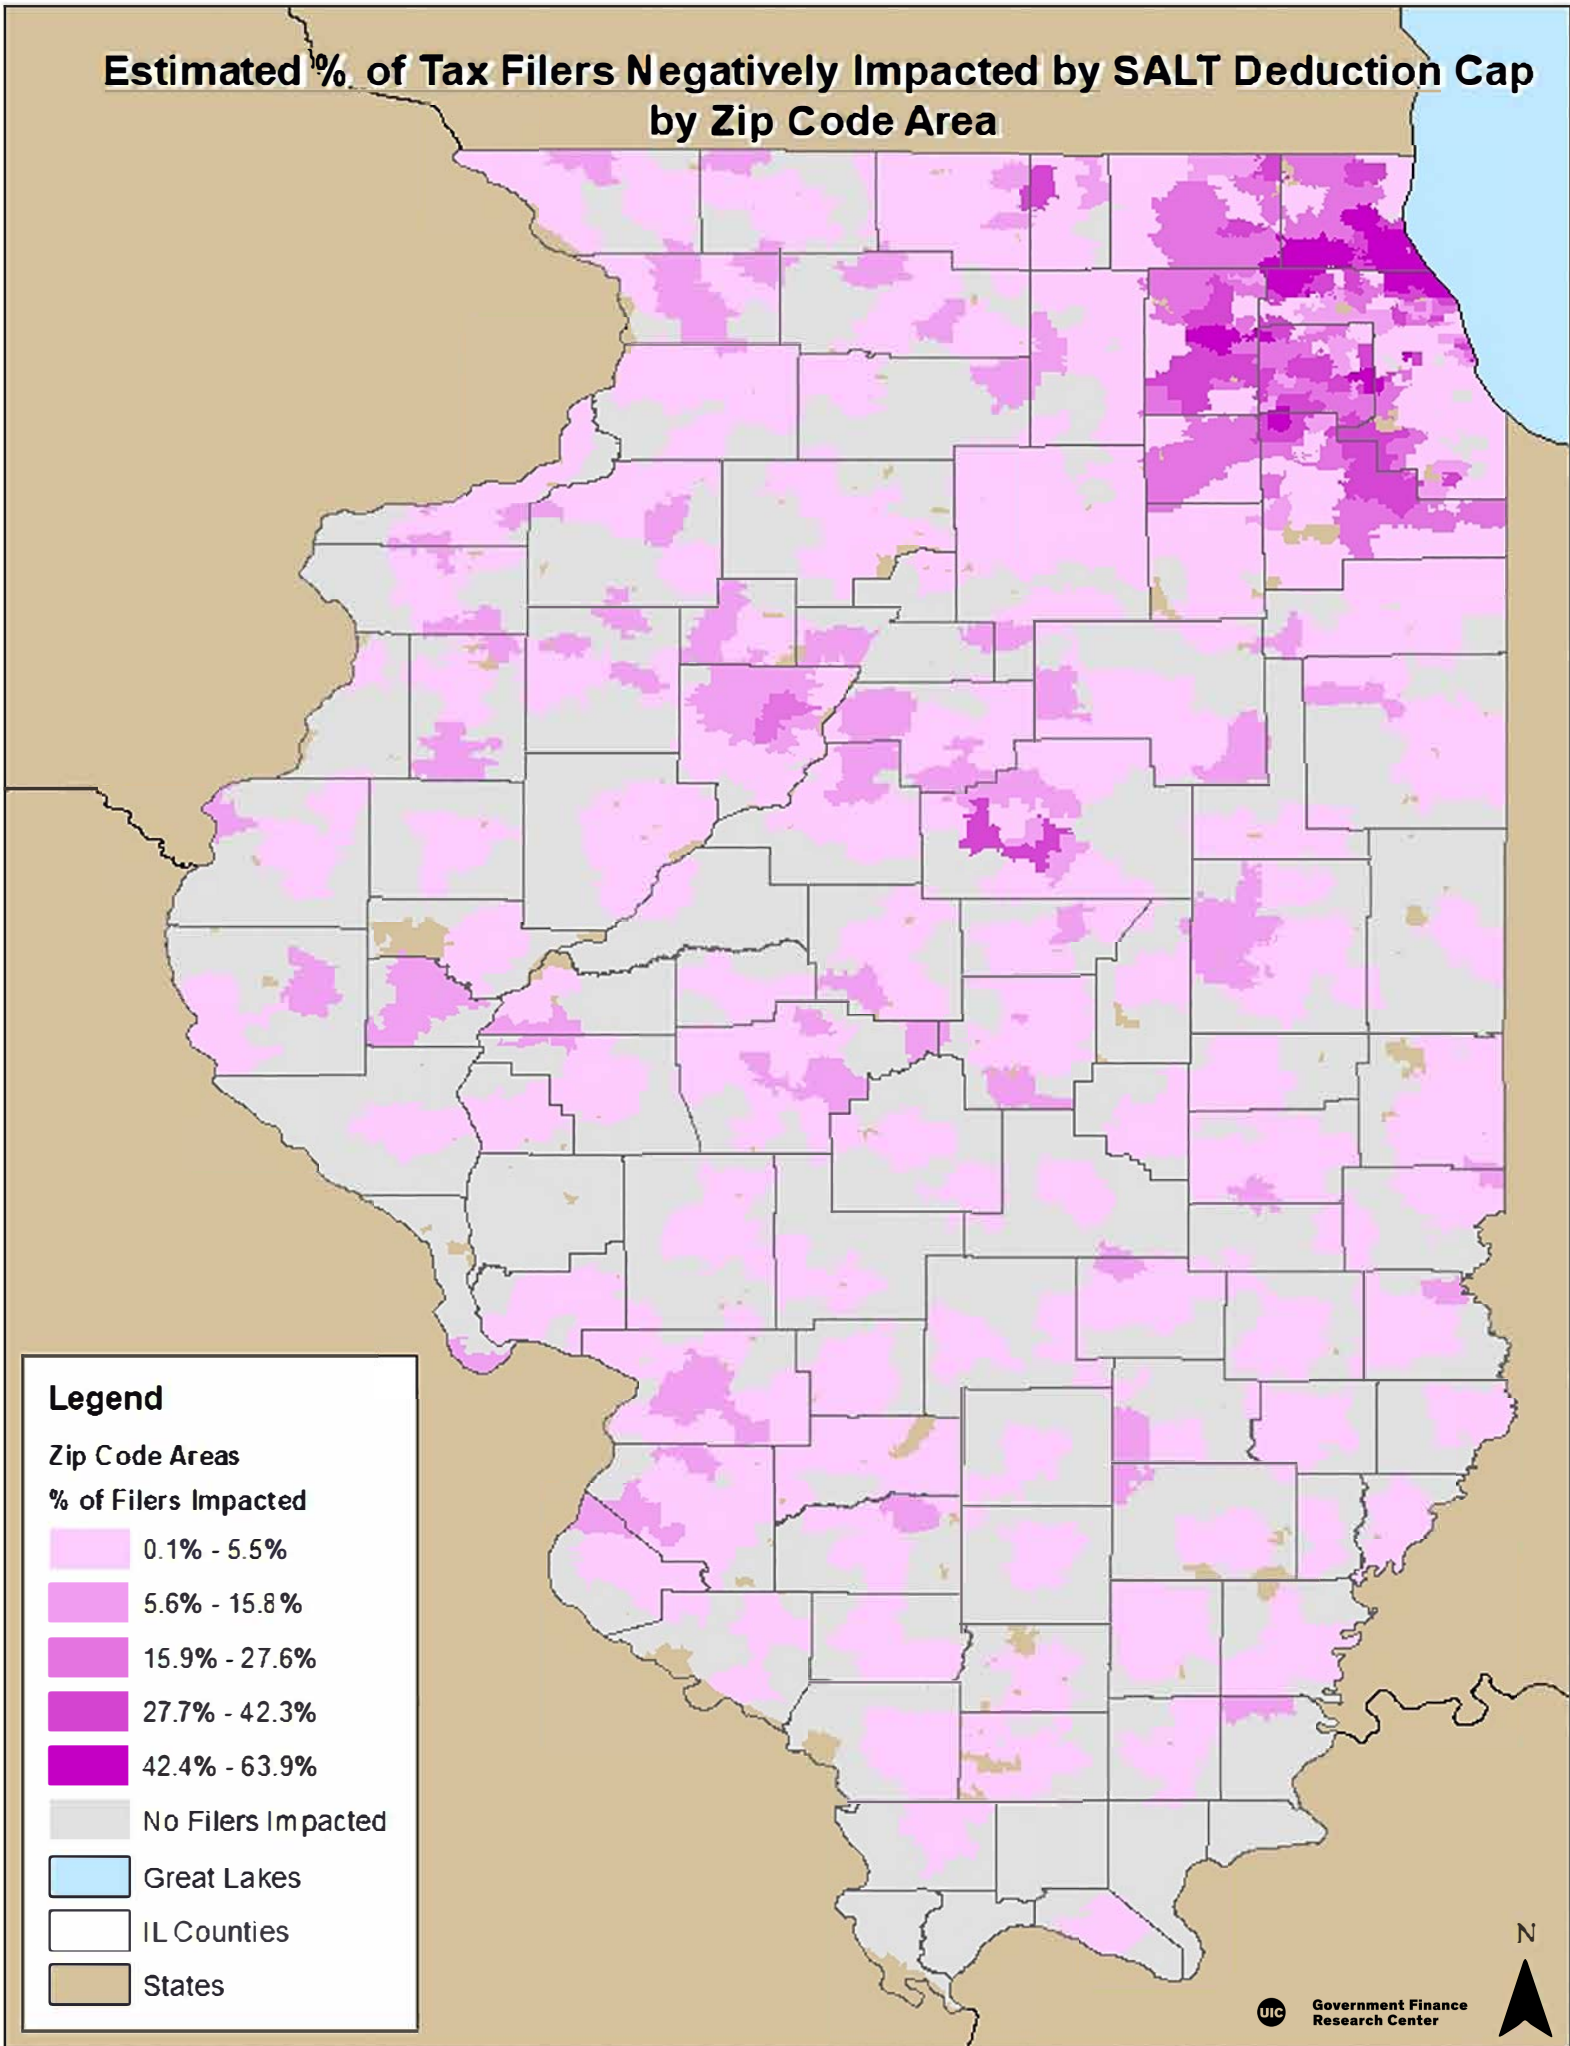 Estimated % of Tax Filers Negatively Impacted by SALT Deduction Cap
by Zip Code Area
Legend
Zip Code Areas
% of Filers Impacted
0.1% - 5.5%
5.6% - 15.8%
15.9% - 27.6%
27.7% - 42.3%
42.4% - 63.9%
No Filers Impacted
Great Lakes
IL Counties
States
N
UIC
Government Finance
Research Center